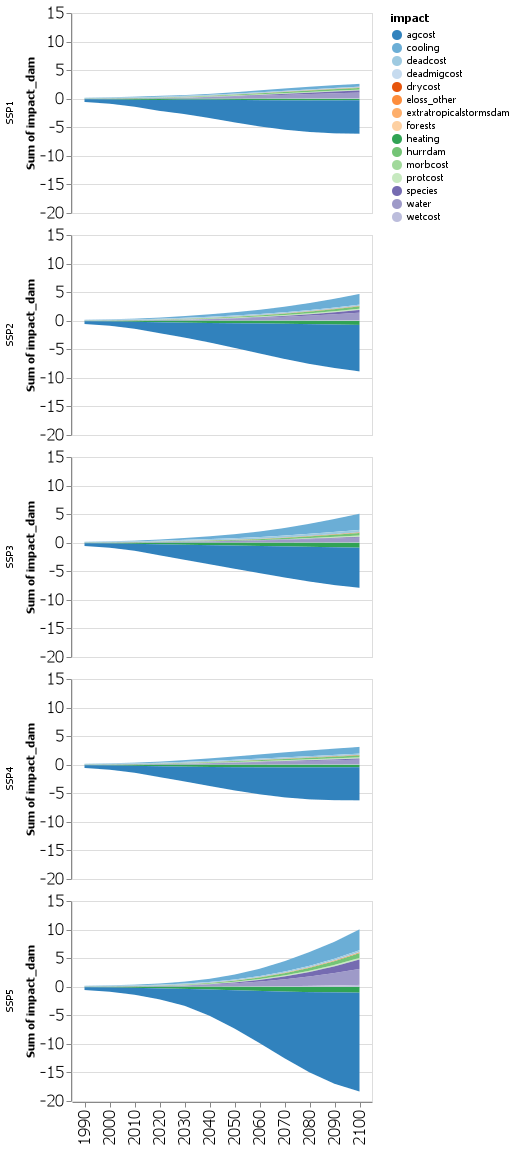 SSP1
Sum of impact_dam
15
10
5
0
-5
-10
-15
-20
impact
agcost
cooling
deadcost
deadmigcost
drycost
eloss_other
extratropicalstormsdam
forests
heating
hurrdam
morbcost
protcost
species
water
wetcost
SSP2
Sum of impact_dam
15
10
5
0
-5
-10
-15
-20
SSP3
Sum of impact_dam
15
10
5
0
-5
-10
-15
-20
SSP4
Sum of impact_dam
15
10
5
0
-5
-10
-15
-20
SSP5
Sum of impact_dam
15
10
5
0
-5
-10
-15
-20
1990
2000
2010
2020
2030
2040
2050
2060
2070
2080
2090
2100